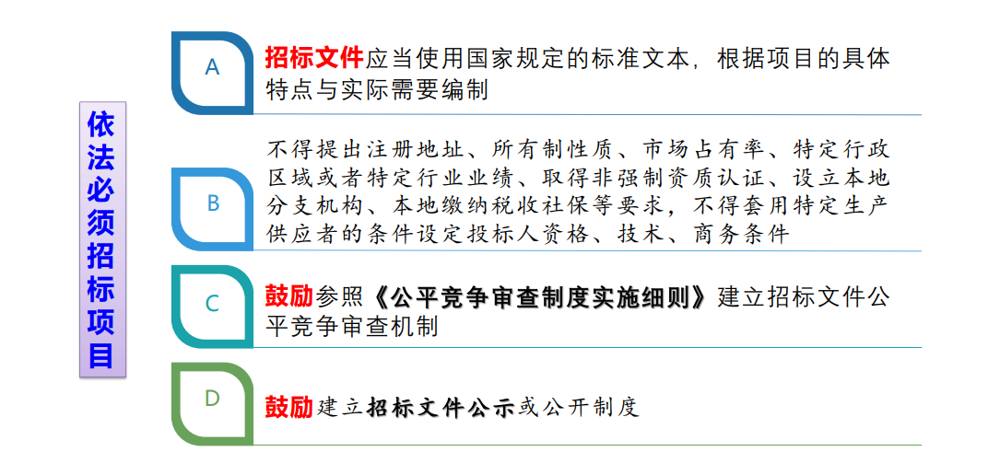 依法必须招标项目
A
招标文件应当使用国家规定的标准文本，根据项目的具体
特点与实际需要编制
B
不得提出注册地址、所有制性质、市场占有率、特定行政
区域或者特定行业业绩、取得非强制资质认证、设立本地
分支机构、本地缴纳税收社保等要求，不得套用特定生产
供应者的条件设定投标人资格、技术、商务条件
C
鼓励参照《公平竞争审查制度实施细则》建立招标文件公
平竞争审查机制
D
鼓励建立招标文件公示或公开制度